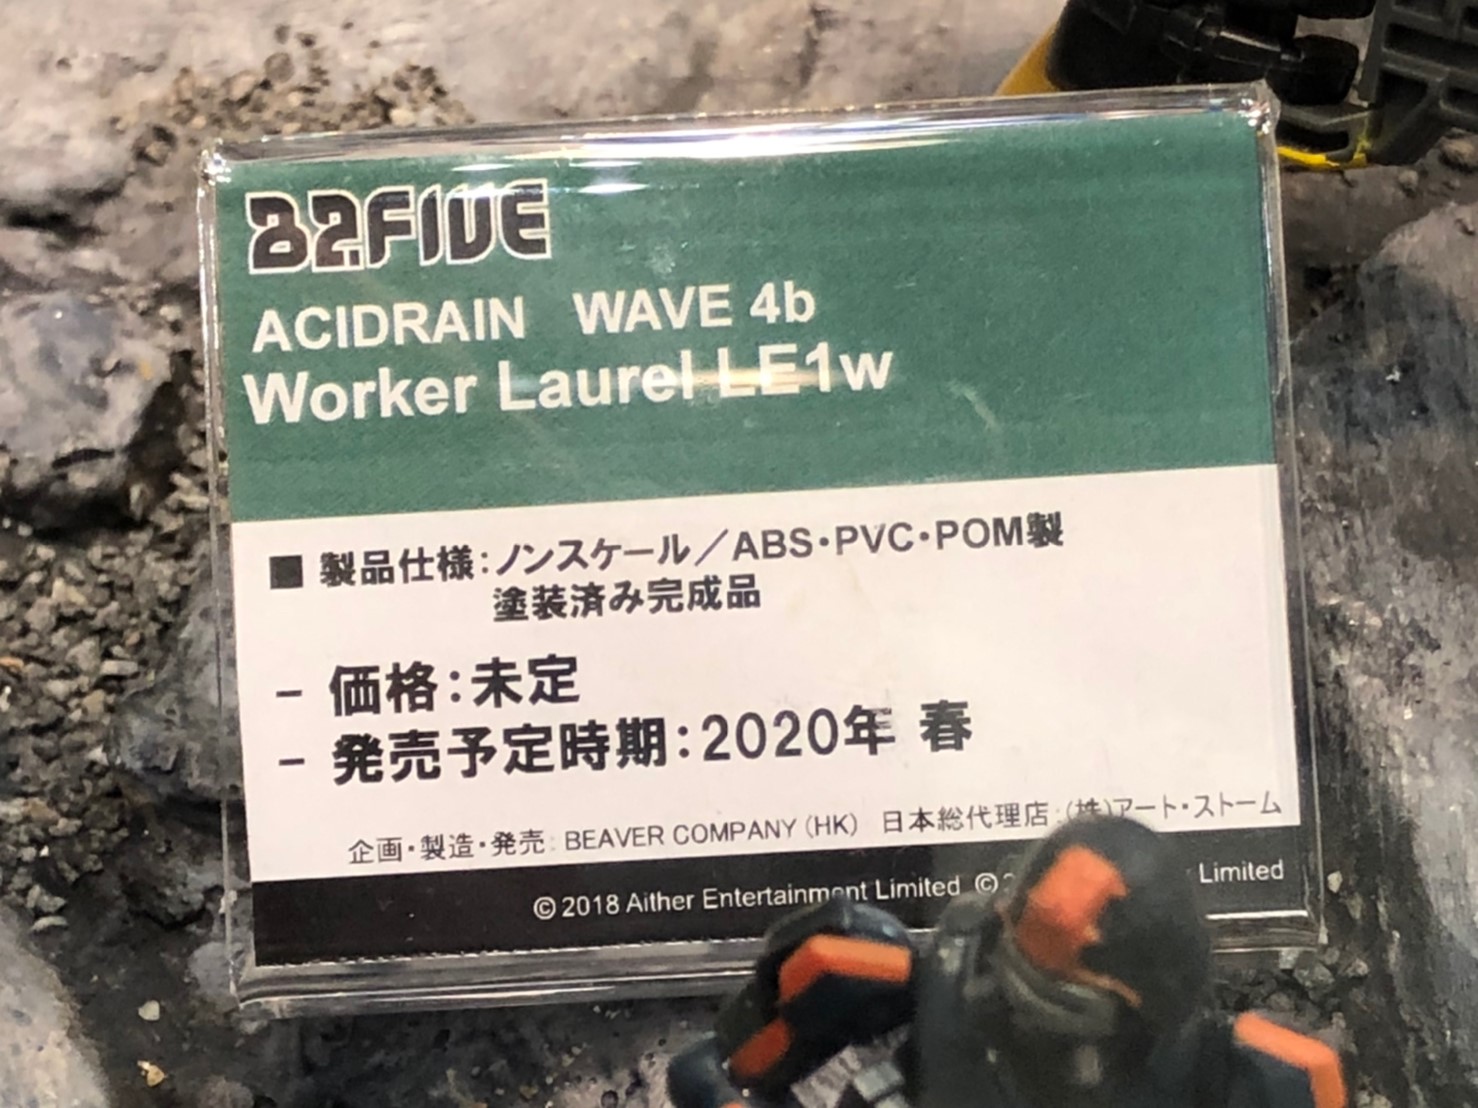 B2FIVE
ACIDRAIN WAVE 4b
Worker Laurel LE1w
■ 製品仕様:ノンスケール/ABS・PVC・POM製
塗装済み完成品
- 価格:未定
- 発売予定時期:2020年 春
企画・製造・発売: BEAVER COMPANY (HK) 日本総代理店:(株)アート・ストーム
© 2018 Aither Entertainment Limited © Limited